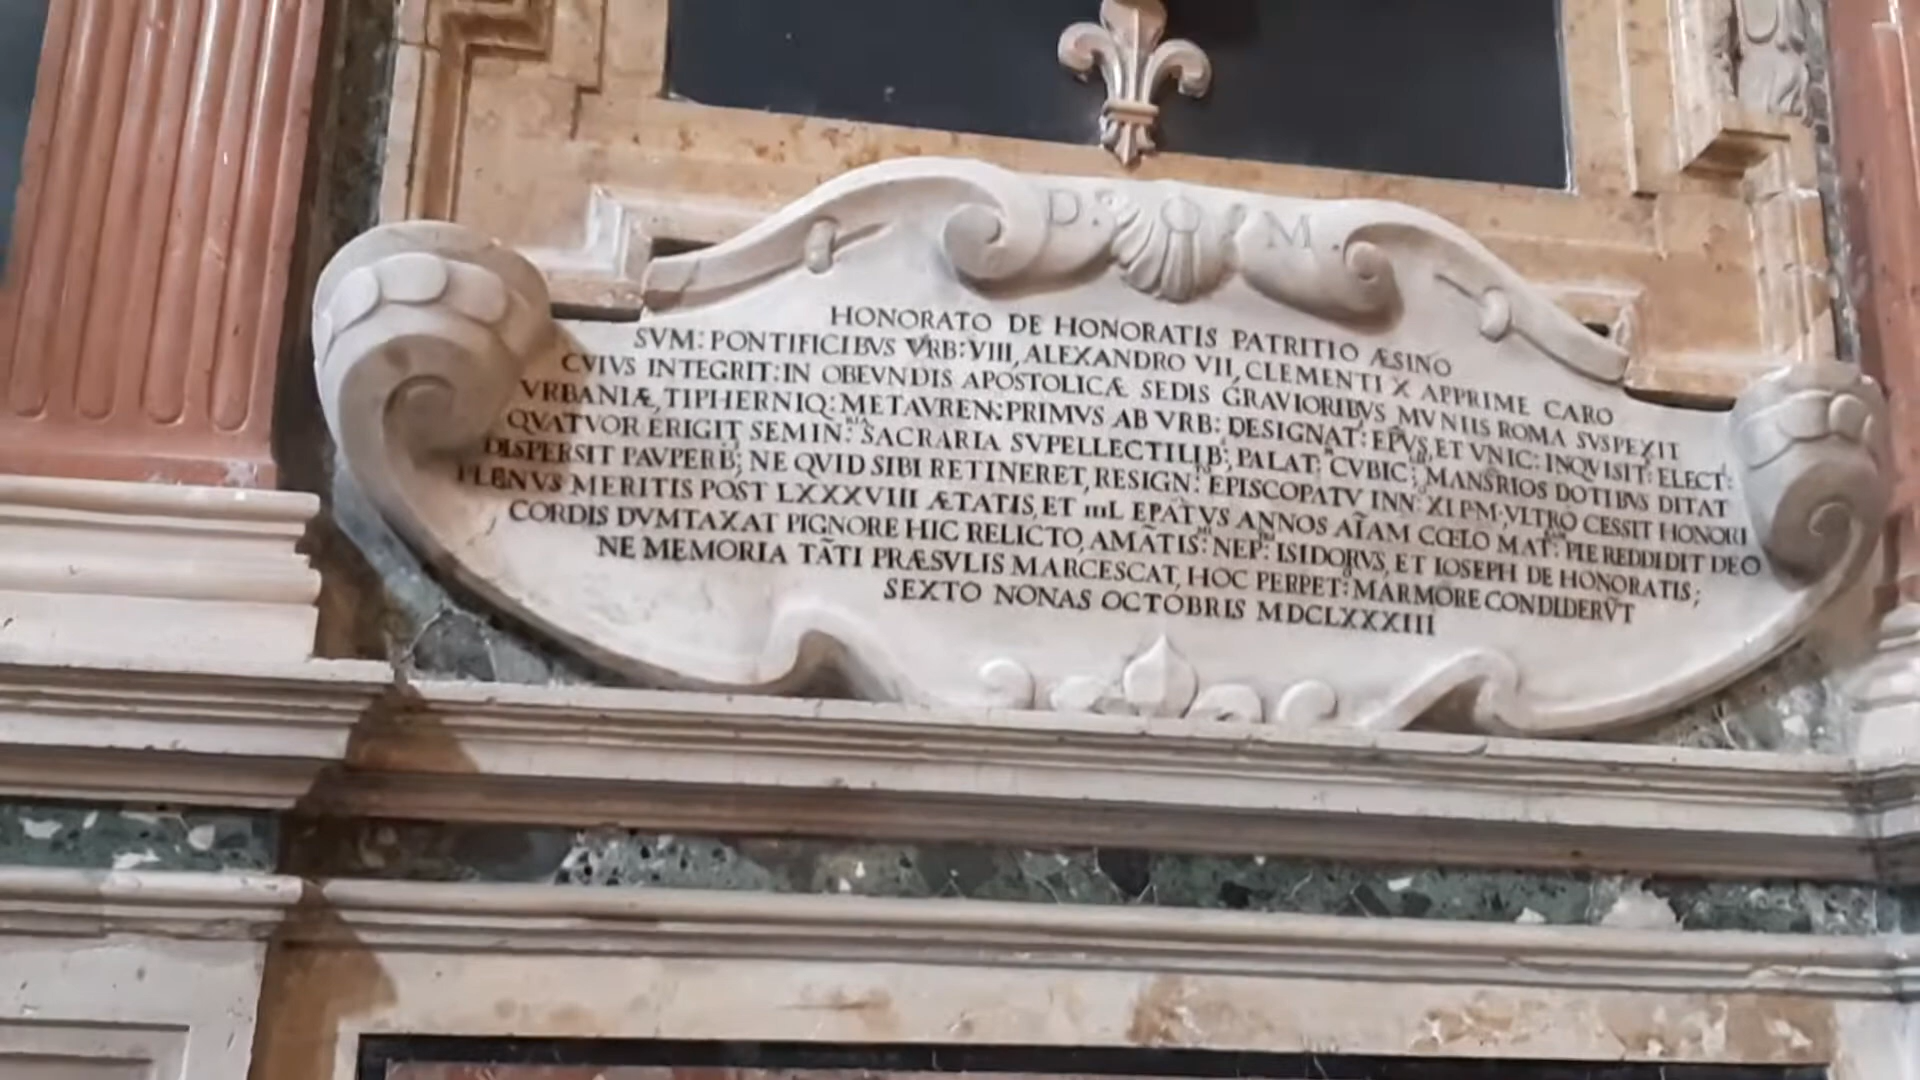 D. O. M.
HONORATO DE HONORATIS PATRITIO ÆSINO
SVM: PONTIFICIBVS VRB: VIII, ALEXANDRO VII, CLEMENTI X APPRIME CARO
CVIVS INTEGRIT: IN OBEVNDIS APOSTOLICÆ SEDIS GRAVIORIBVS MVNIIS ROMA SVSPEXIT
VRBANIÆ, TIPHERNIQ: METAVREN: PRIMVS AB VRB: DESIGNAT: EPVS, ET VNIC: INQVISIT: ELECT:
QVATVOR ERIGIT SEMIN: SACRARIA SVPELLECTILIB; PALAT: CVBIC; MANSRIOS DOTIBVS DITAT
DISPERSIT PAVPERB; NE QVID SIBI RETINERET, RESIGN: EPISCOPATV INN: XI P.M. VLTRO CESSIT HONORI
PLENVS MERITIS POST LXXXVIII ÆTATIS, ET IIIIL EPATVS ANNOS AIAM CŒLO MAT: PIE REDDIDIT DEO
CORDIS DVMTAXAT PIGNORE HIC RELICTO, AMATIS: NEP: ISIDORVS, ET IOSEPH DE HONORATIS;
NE MEMORIA TÃTI PRÆSVLIS MARCESCAT, HOC PERPET: MARMORE CONDIDERV̄T
SEXTO NONAS OCTOBRIS MDCLXXXIII